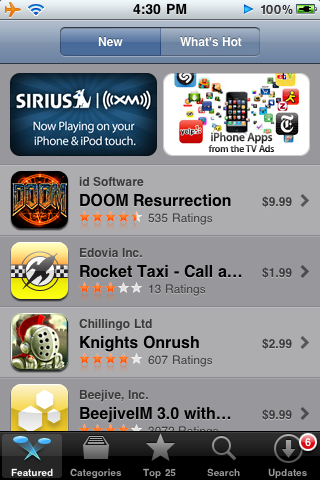 4:30 PM 100%
New What's Hot
SIRIUS (((XM)))
Now Playing on your
iPhone & iPod touch.
yelp
T
iPhone Apps
from the TV Ads
DOOM
id Software
DOOM Resurrection $9.99
535 Ratings
Edovia Inc.
Rocket Taxi - Call a... $1.99
13 Ratings
Chillingo Ltd
Knights Onrush $2.99
607 Ratings
Beejive, Inc.
BeejiveIM 3.0 with... $9.99
3072 Ratings
6
Featured Categories Top 25 Search Updates